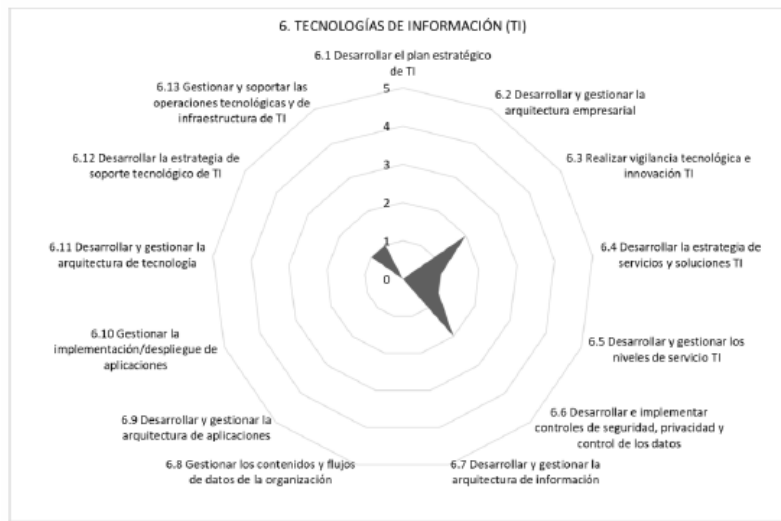 6. TECNOLOGÍAS DE INFORMACIÓN (TI)
6.1 Desarrollar el plan estratégico
de TI
6.2 Desarrollar y gestionar la
arquitectura empresarial
6.3 Realizar vigilancia tecnológica e
innovación TI
6.4 Desarrollar la estrategia de
servicios y soluciones TI
6.5 Desarrollar y gestionar los
niveles de servicio TI
6.6 Desarrollar e implementar
controles de seguridad, privacidad y
control de los datos
6.7 Desarrollar y gestionar la
arquitectura de información
6.8 Gestionar los contenidos y flujos
de datos de la organización
6.9 Desarrollar y gestionar la
arquitectura de aplicaciones
6.10 Gestionar la
implementación/despliegue de
aplicaciones
6.11 Desarrollar y gestionar la
arquitectura de tecnología
6.12 Desarrollar la estrategia de
soporte tecnológico de TI
6.13 Gestionar y soportar las
operaciones tecnológicas y de
infraestructura de TI
5
4
3
2
1
0